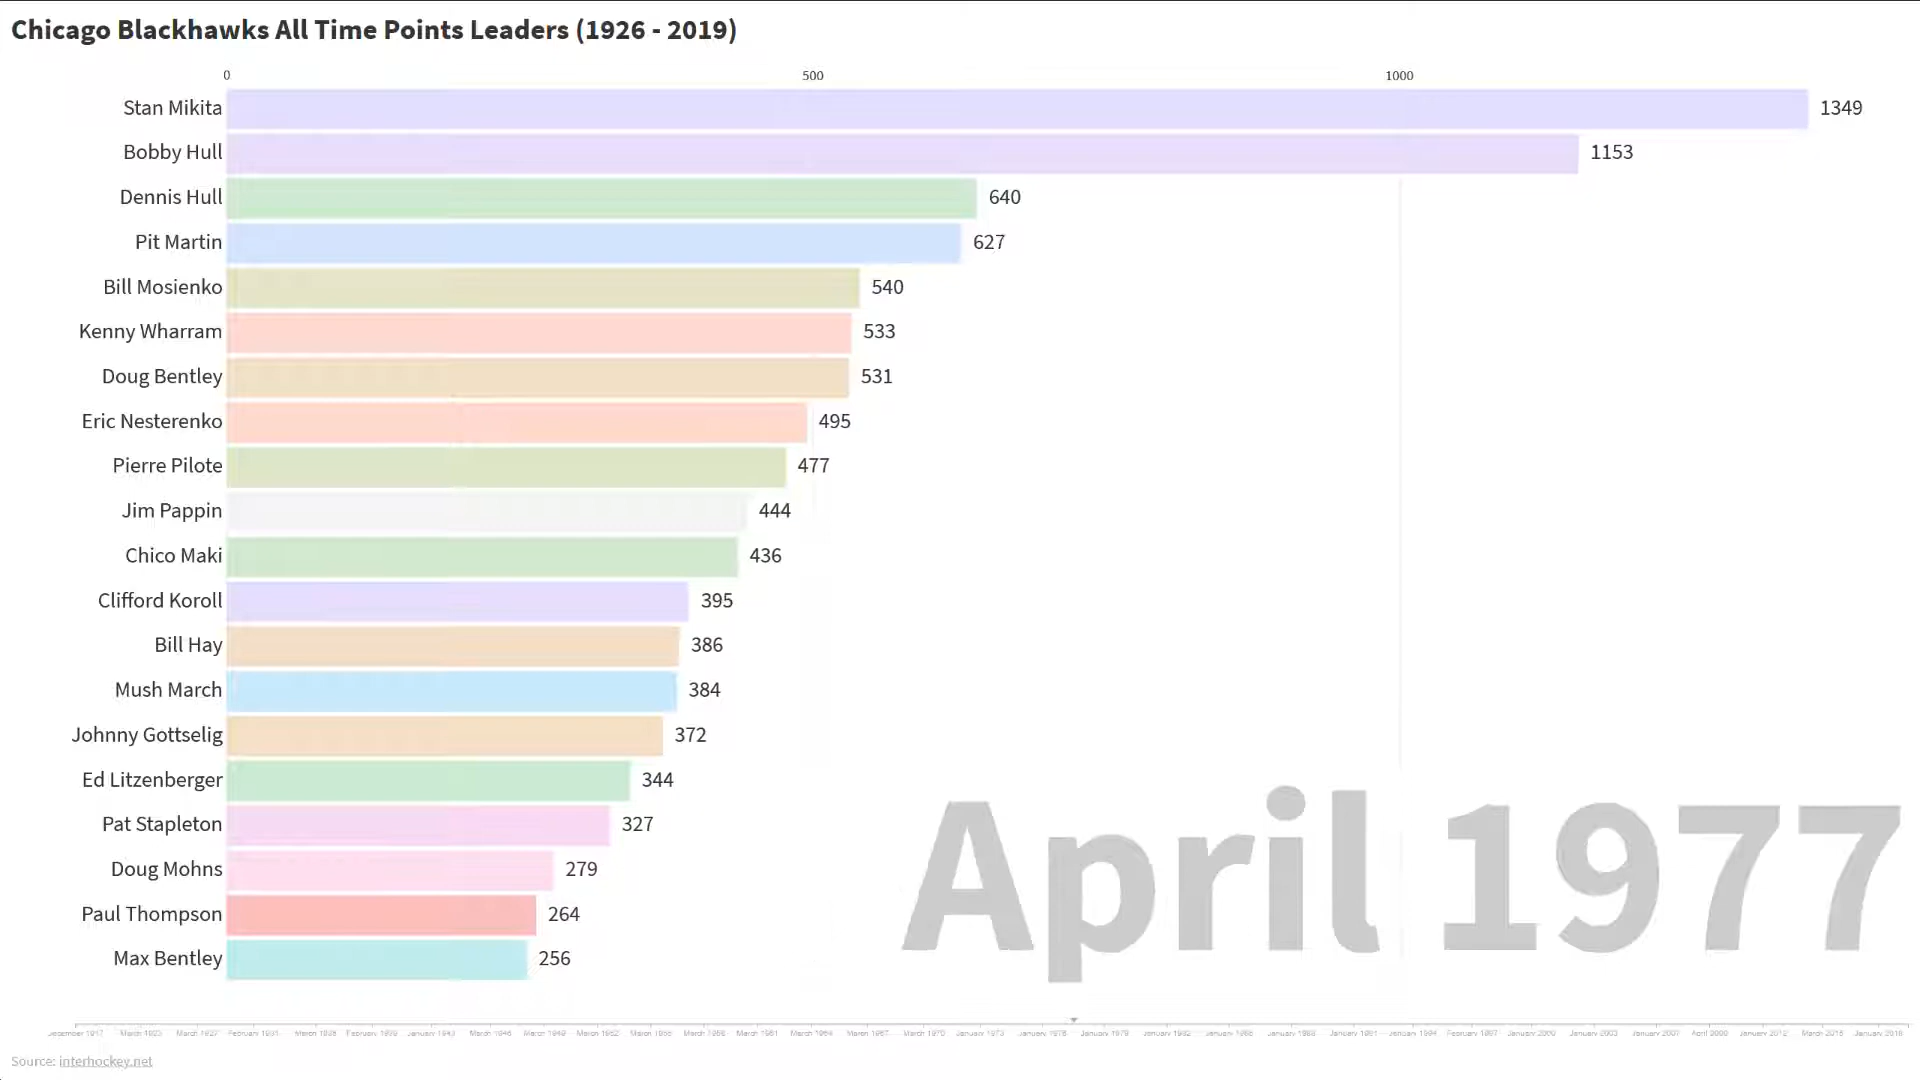 Chicago Blackhawks All Time Points Leaders (1926 - 2019)
0 500 1000
Stan Mikita 1349
Bobby Hull 1153
Dennis Hull 640
Pit Martin 627
Bill Mosienko 540
Kenny Wharram 533
Doug Bentley 531
Eric Nesterenko 495
Pierre Pilote 477
Jim Pappin 444
Chico Maki 436
Clifford Koroll 395
Bill Hay 386
Mush March 384
Johnny Gottselig 372
Ed Litzenberger 344
Pat Stapleton 327
Doug Mohns 279
Paul Thompson 264
Max Bentley 256
April 1977
Source: interhockey.net